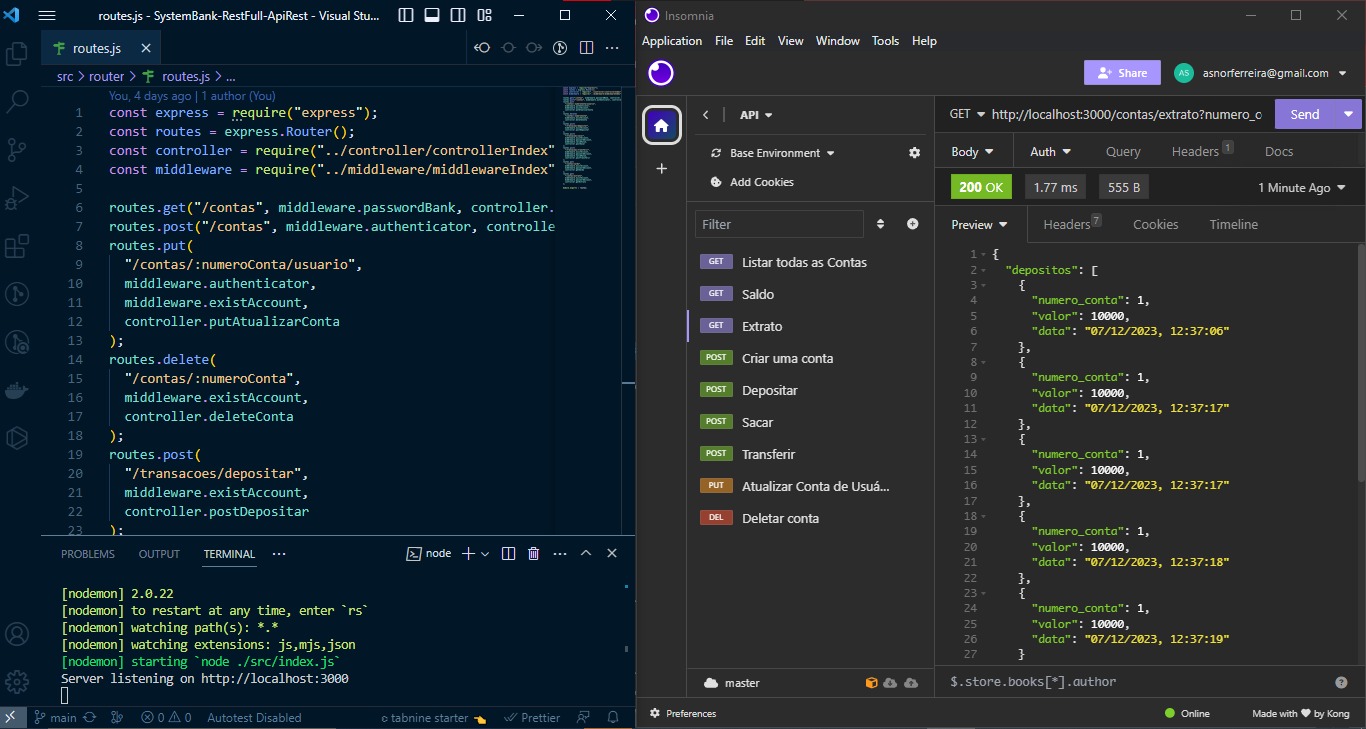 routes.js - SystemBank-RestFull-ApiRest - Visual Stu...
routes.js
src > router > routes.js > ...
You, 4 days ago | 1 author (You)
1 const express = require("express");
2 const routes = express.Router();
3 const controller = require("../controller/controllerIndex"
4 const middleware = require("../middleware/middlewareIndex"
5
6 routes.get("/contas", middleware.passwordBank, controller.
7 routes.post("/contas", middleware.authenticator, controlle
8 routes.put(
9 "/contas/:numeroConta/usuario",
10 middleware.authenticator,
11 middleware.existAccount,
12 controller.putAtualizarConta
13 );
14 routes.delete(
15 "/contas/:numeroConta",
16 middleware.existAccount,
17 controller.deleteConta
18 );
19 routes.post(
20 "/transacoes/depositar",
21 middleware.existAccount,
22 controller.postDepositar
23 );
PROBLEMS OUTPUT TERMINAL ... node
[nodemon] 2.0.22
[nodemon] to restart at any time, enter `rs`
[nodemon] watching path(s): *.*
[nodemon] watching extensions: js,mjs,json
[nodemon] starting `node ./src/index.js`
Server listening on http://localhost:3000
main 0 0 Autotest Disabled tabnine starter Prettier
Insomnia
Application File Edit View Window Tools Help
Share AS asnorferreira@gmail.com
API
Base Environment
Add Cookies
Filter
GET Listar todas as Contas
GET Saldo
GET Extrato
POST Criar uma conta
POST Depositar
POST Sacar
POST Transferir
PUT Atualizar Conta de Usuá...
DEL Deletar conta
master
GET http://localhost:3000/contas/extrato?numero_o Send
Body Auth Query Headers 1 Docs
200 OK 1.77 ms 555 B 1 Minute Ago
Preview Headers 7 Cookies Timeline
1 {
2 "depositos": [
3 {
4 "numero_conta": 1,
5 "valor": 10000,
6 "data": "07/12/2023, 12:37:06"
7 },
8 {
9 "numero_conta": 1,
10 "valor": 10000,
11 "data": "07/12/2023, 12:37:17"
12 },
13 {
14 "numero_conta": 1,
15 "valor": 10000,
16 "data": "07/12/2023, 12:37:17"
17 },
18 {
19 "numero_conta": 1,
20 "valor": 10000,
21 "data": "07/12/2023, 12:37:18"
22 },
23 {
24 "numero_conta": 1,
25 "valor": 10000,
26 "data": "07/12/2023, 12:37:19"
27 }
$.store.books[*].author
Preferences Online Made with ♥ by Kong